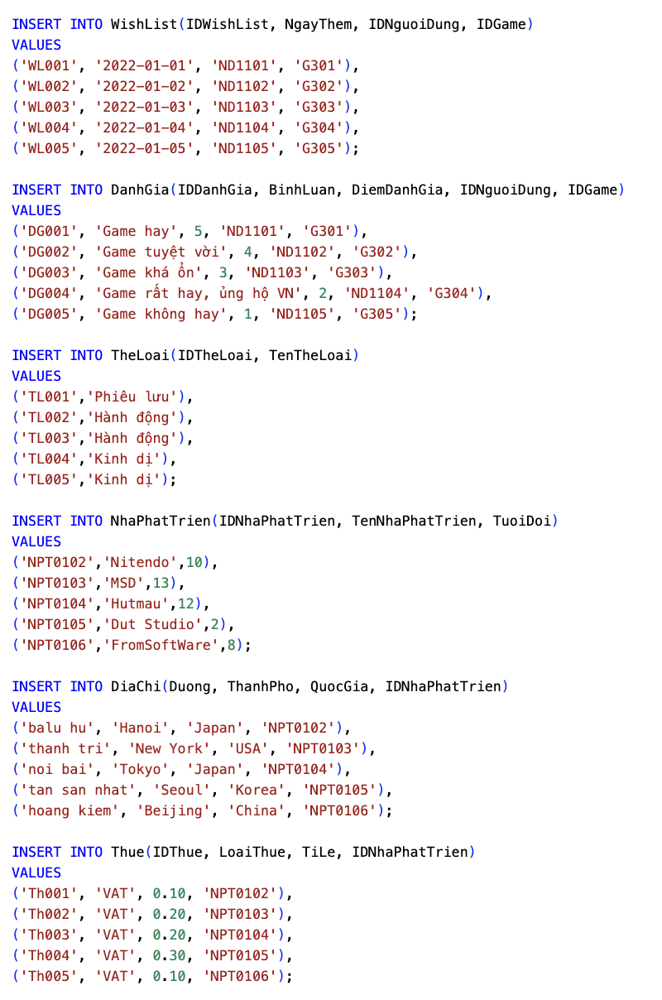 INSERT INTO WishList(IDWishList, NgayThem, IDNguoiDung, IDGame)
VALUES
('WL001', '2022-01-01', 'ND1101', 'G301'),
('WL002', '2022-01-02', 'ND1102', 'G302'),
('WL003', '2022-01-03', 'ND1103', 'G303'),
('WL004', '2022-01-04', 'ND1104', 'G304'),
('WL005', '2022-01-05', 'ND1105', 'G305');
INSERT INTO DanhGia(IDDanhGia, BinhLuan, DiemDanhGia, IDNguoiDung, IDGame)
VALUES
('DG001', 'Game hay', 5, 'ND1101', 'G301'),
('DG002', 'Game tuyệt vời', 4, 'ND1102', 'G302'),
('DG003', 'Game khá ổn', 3, 'ND1103', 'G303'),
('DG004', 'Game rất hay, ủng hộ VN', 2, 'ND1104', 'G304'),
('DG005', 'Game không hay', 1, 'ND1105', 'G305');
INSERT INTO TheLoai(IDTheLoai, TenTheLoai)
VALUES
('TL001','Phiêu lưu'),
('TL002','Hành động'),
('TL003','Hành động'),
('TL004','Kinh dị'),
('TL005','Kinh dị');
INSERT INTO NhaPhatTrien(IDNhaPhatTrien, TenNhaPhatTrien, TuoiDoi)
VALUES
('NPT0102','Nitendo',10),
('NPT0103','MSD',13),
('NPT0104','Hutmau',12),
('NPT0105','Dut Studio',2),
('NPT0106','FromSoftWare',8);
INSERT INTO DiaChi(Duong, ThanhPho, QuocGia, IDNhaPhatTrien)
VALUES
('balu hu', 'Hanoi', 'Japan', 'NPT0102'),
('thanh tri', 'New York', 'USA', 'NPT0103'),
('noi bai', 'Tokyo', 'Japan', 'NPT0104'),
('tan san nhat', 'Seoul', 'Korea', 'NPT0105'),
('hoang kiem', 'Beijing', 'China', 'NPT0106');
INSERT INTO Thue(IDThue, LoaiThue, TiLe, IDNhaPhatTrien)
VALUES
('Th001', 'VAT', 0.10, 'NPT0102'),
('Th002', 'VAT', 0.20, 'NPT0103'),
('Th003', 'VAT', 0.20, 'NPT0104'),
('Th004', 'VAT', 0.30, 'NPT0105'),
('Th005', 'VAT', 0.10, 'NPT0106');